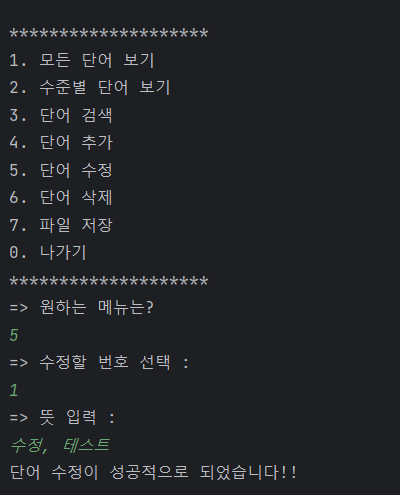 ********************
1. 모든 단어 보기
2. 수준별 단어 보기
3. 단어 검색
4. 단어 추가
5. 단어 수정
6. 단어 삭제
7. 파일 저장
0. 나가기
********************
=> 원하는 메뉴는?
5
=> 수정할 번호 선택 :
1
=> 뜻 입력 :
수정, 테스트
단어 수정이 성공적으로 되었습니다!!